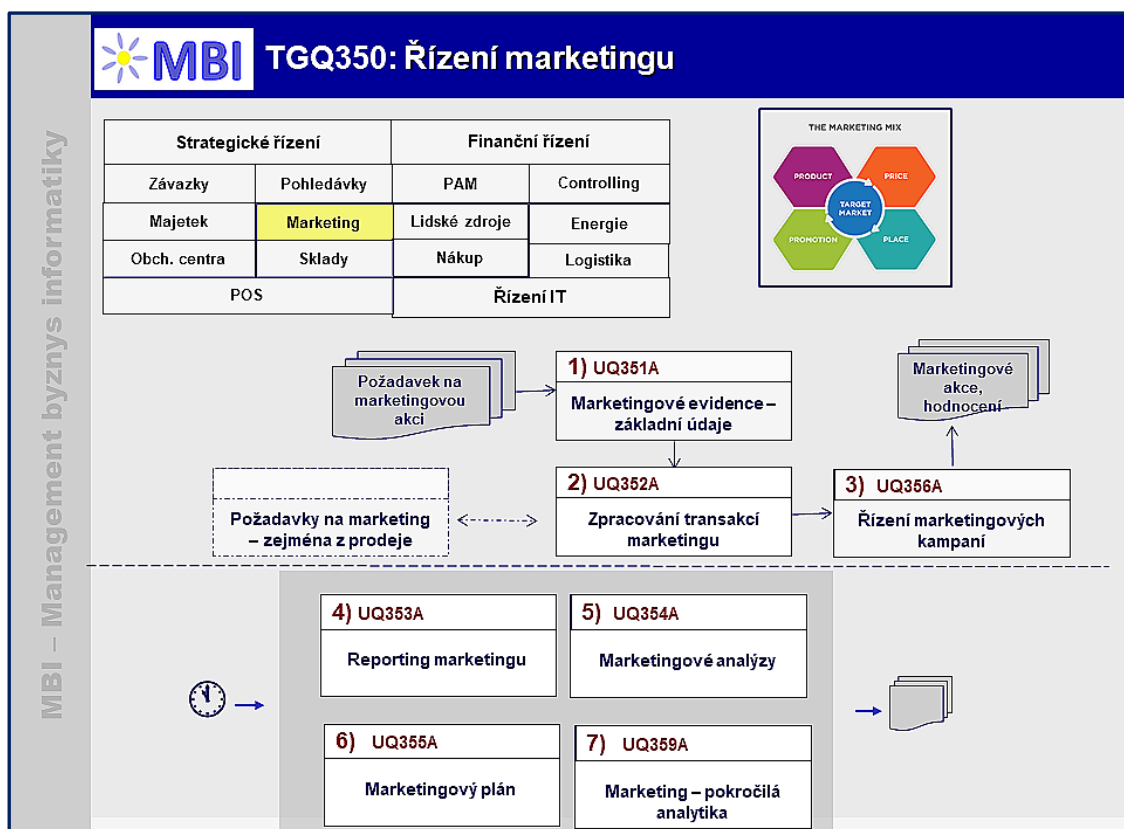 MBI – Management byznys informatiky
MBI
TGQ350: Řízení marketingu
Strategické řízení
Finanční řízení
Závazky
Pohledávky
PAM
Controlling
Majetek
Marketing
Lidské zdroje
Energie
Obch. centra
Sklady
Nákup
Logistika
POS
Řízení IT
THE MARKETING MIX
PRODUCT
PRICE
TARGET
MARKET
PROMOTION
PLACE
Požadavek na
marketingovou
akci
1) UQ351A
Marketingové evidence –
základní údaje
Marketingové
akce,
hodnocení
Požadavky na marketing
– zejména z prodeje
2) UQ352A
Zpracování transakcí
marketingu
3) UQ356A
Řízení marketingových
kampaní
4) UQ353A
Reporting marketingu
5) UQ354A
Marketingové analýzy
6) UQ355A
Marketingový plán
7) UQ359A
Marketing – pokročilá
analytika